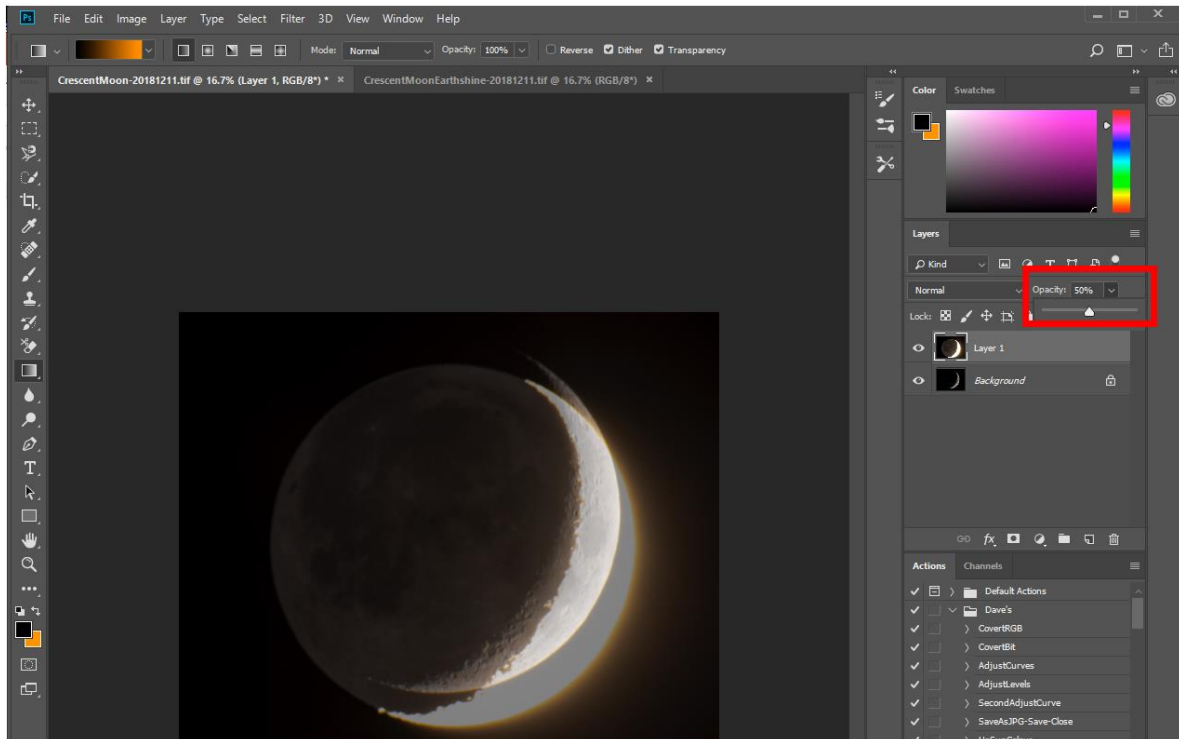 Ps File Edit Image Layer Type Select Filter 3D View Window Help
Mode: Normal Opacity: 100% Reverse Dither Transparency
CrescentMoon-20181211.tif @ 16.7% (Layer 1, RGB/8*) * × CrescentMoonEarthshine-20181211.tif @ 16.7% (RGB/8*) ×
Color Swatches
Layers
Kind
Normal Opacity: 50%
Lock:
Layer 1
Background
fx
Actions Channels
Default Actions
Dave's
CovertRGB
CovertBit
AdjustCurves
AdjustLevels
SecondAdjustCurve
SaveAsJPG-Save-Close